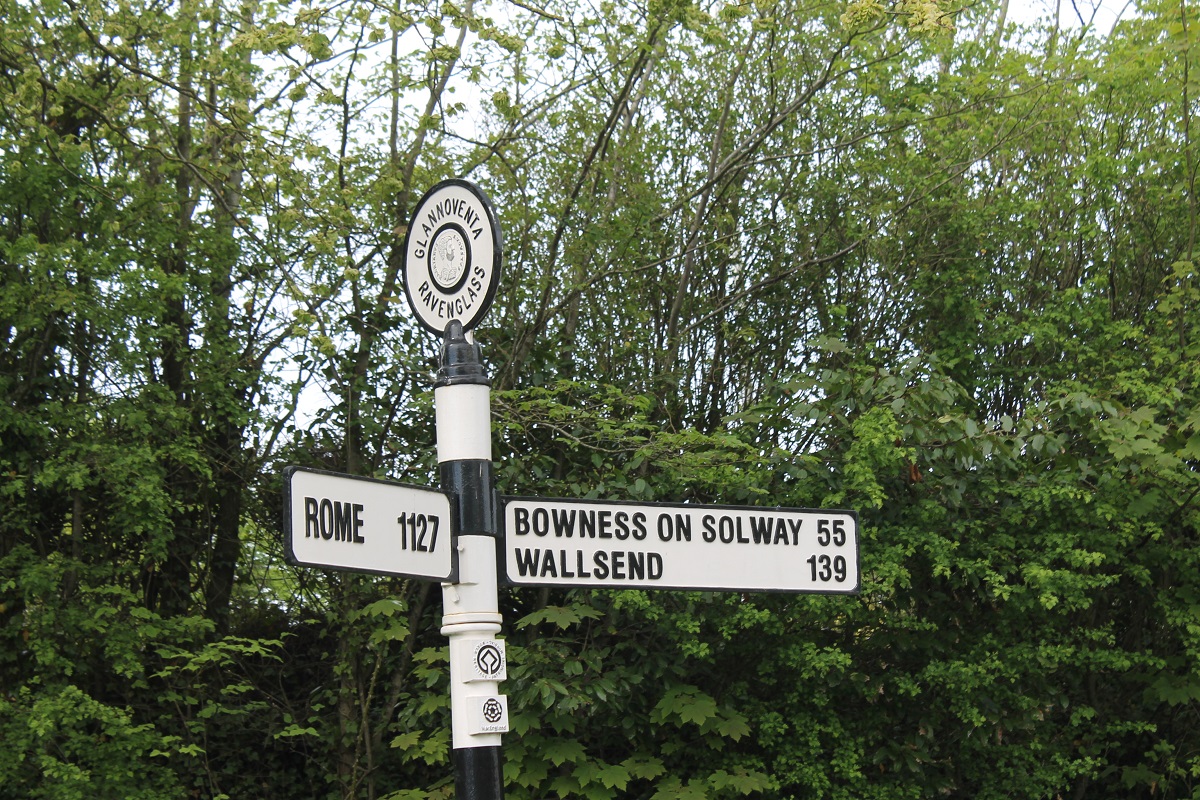 GLANNOVENTA
RAVENGLASS
ROME 1127
BOWNESS ON SOLWAY 55
WALLSEND 139